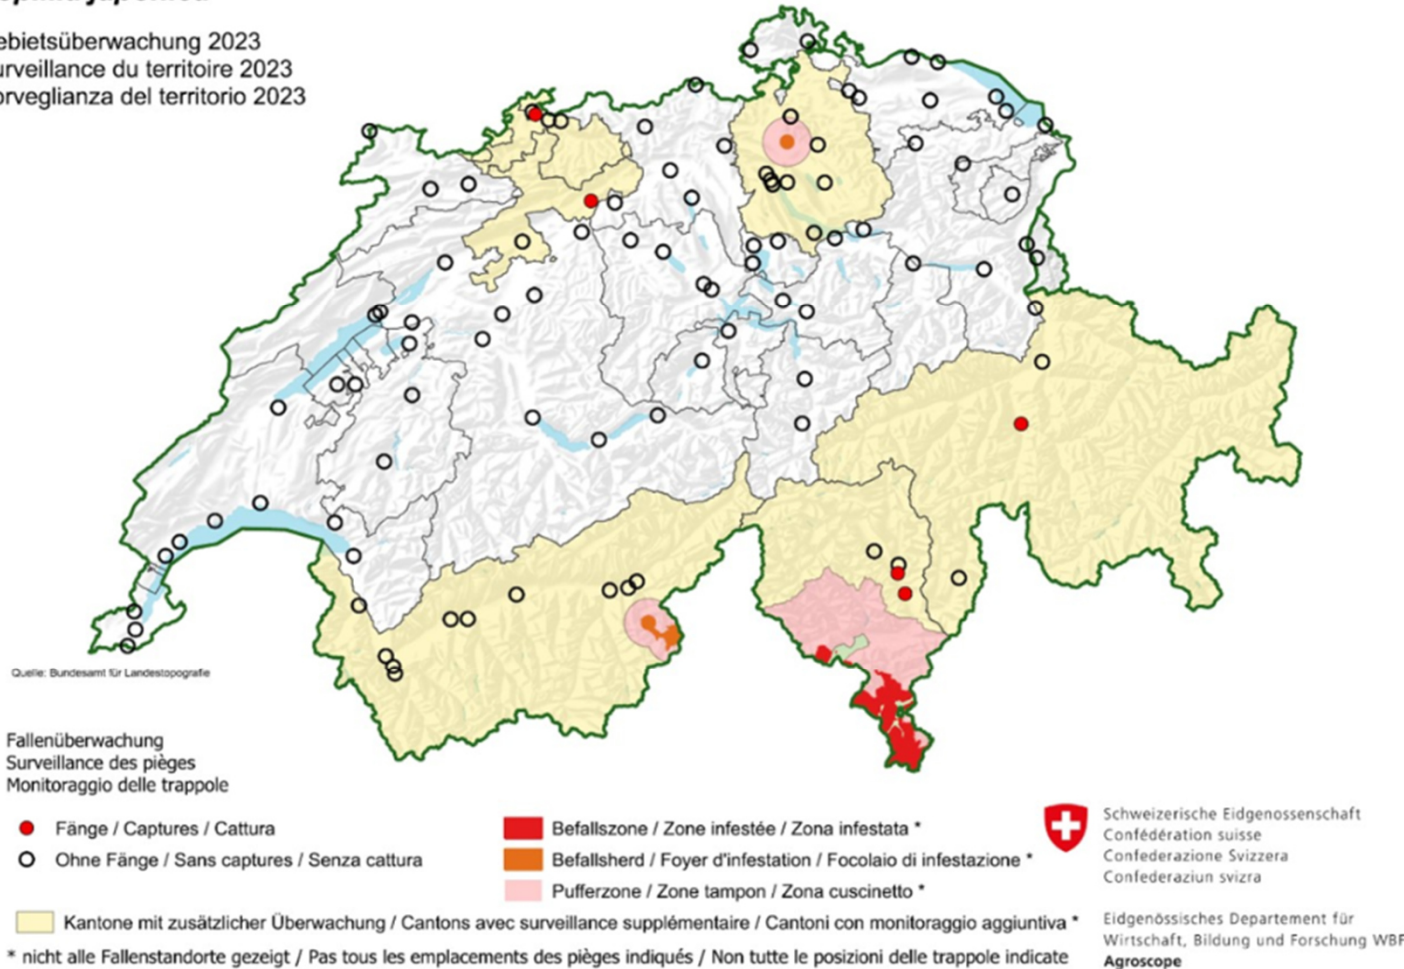 ebietsüberwachung 2023
urveillance du territoire 2023
orveglianza del territorio 2023
Quelle: Bundesamt für Landestopografie
Fallenüberwachung
Surveillance des pièges
Monitoraggio delle trappole
Fänge / Captures / Cattura
Ohne Fänge / Sans captures / Senza cattura
Befallszone / Zone infestée / Zona infestata *
Befallsherd / Foyer d'infestation / Focolaio di infestazione *
Pufferzone / Zone tampon / Zona cuscinetto *
Kantone mit zusätzlicher Überwachung / Cantons avec surveillance supplémentaire / Cantoni con monitoraggio aggiuntiva *
* nicht alle Fallenstandorte gezeigt / Pas tous les emplacements des pièges indiqués / Non tutte le posizioni delle trappole indicate
Schweizerische Eidgenossenschaft
Confédération suisse
Confederazione Svizzera
Confederaziun svizra
Eidgenössisches Departement für
Wirtschaft, Bildung und Forschung WBF
Agroscope